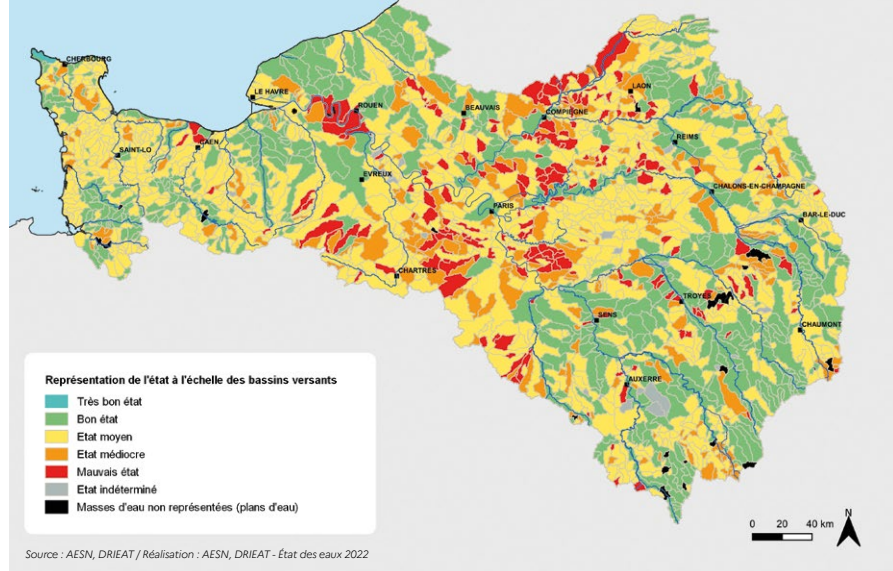 CHERBOURG
LE HAVRE
ROUEN
BEAUVAIS
COMPIEGNE
LAON
REIMS
SAINT-LO
CAEN
EVREUX
PARIS
CHALONS-EN-CHAMPAGNE
BAR-LE-DUC
CHARTRES
TROYES
SENS
CHAUMONT
AUXERRE
Représentation de l'état à l'échelle des bassins versants
Très bon état
Bon état
Etat moyen
Etat médiocre
Mauvais état
Etat indéterminé
Masses d'eau non représentées (plans d'eau)
N
0 20 40 km
Source : AESN, DRIEAT / Réalisation : AESN, DRIEAT - État des eaux 2022